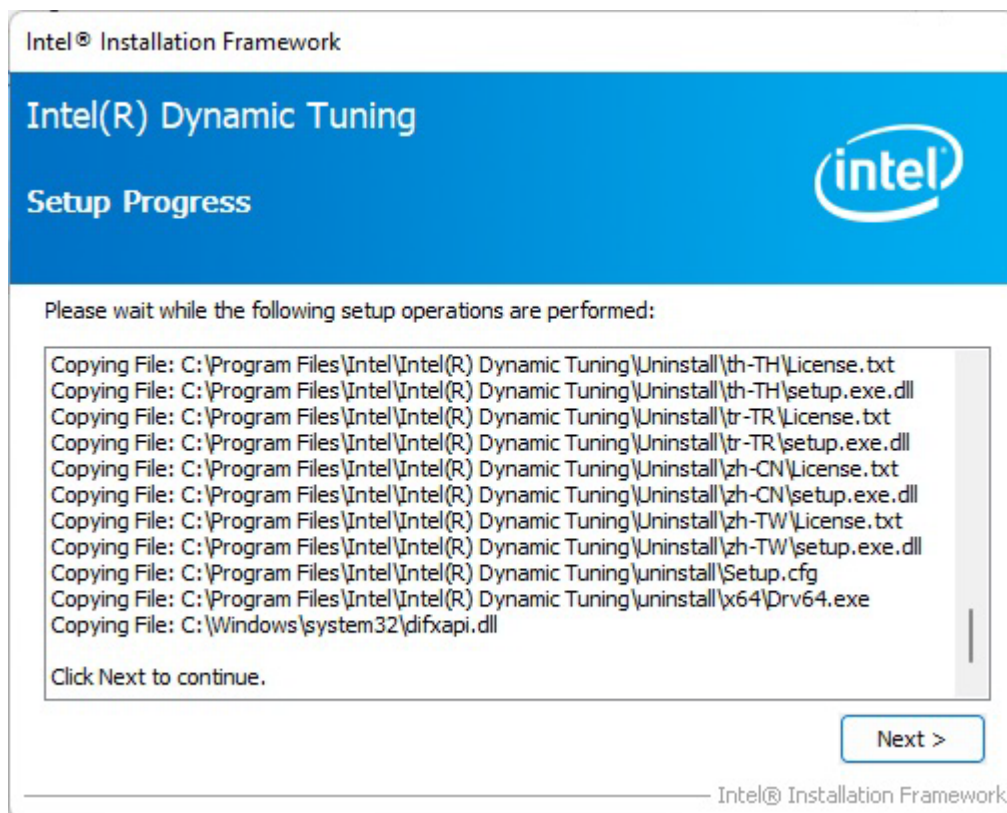 Intel® Installation Framework
Intel(R) Dynamic Tuning
intel
Setup Progress
Please wait while the following setup operations are performed:
Copying File: C:\Program Files\Intel\Intel(R) Dynamic Tuning\Uninstall\th-TH\License.txt
Copying File: C:\Program Files\Intel\Intel(R) Dynamic Tuning\Uninstall\th-TH\setup.exe.dll
Copying File: C:\Program Files\Intel\Intel(R) Dynamic Tuning\Uninstall\tr-TR\License.txt
Copying File: C:\Program Files\Intel\Intel(R) Dynamic Tuning\Uninstall\tr-TR\setup.exe.dll
Copying File: C:\Program Files\Intel\Intel(R) Dynamic Tuning\Uninstall\zh-CN\License.txt
Copying File: C:\Program Files\Intel\Intel(R) Dynamic Tuning\Uninstall\zh-CN\setup.exe.dll
Copying File: C:\Program Files\Intel\Intel(R) Dynamic Tuning\Uninstall\zh-TW\License.txt
Copying File: C:\Program Files\Intel\Intel(R) Dynamic Tuning\Uninstall\zh-TW\setup.exe.dll
Copying File: C:\Program Files\Intel\Intel(R) Dynamic Tuning\uninstall\Setup.cfg
Copying File: C:\Program Files\Intel\Intel(R) Dynamic Tuning\uninstall\x64\Drv64.exe
Copying File: C:\Windows\system32\difxapi.dll
Click Next to continue.
Next >
Intel® Installation Framework